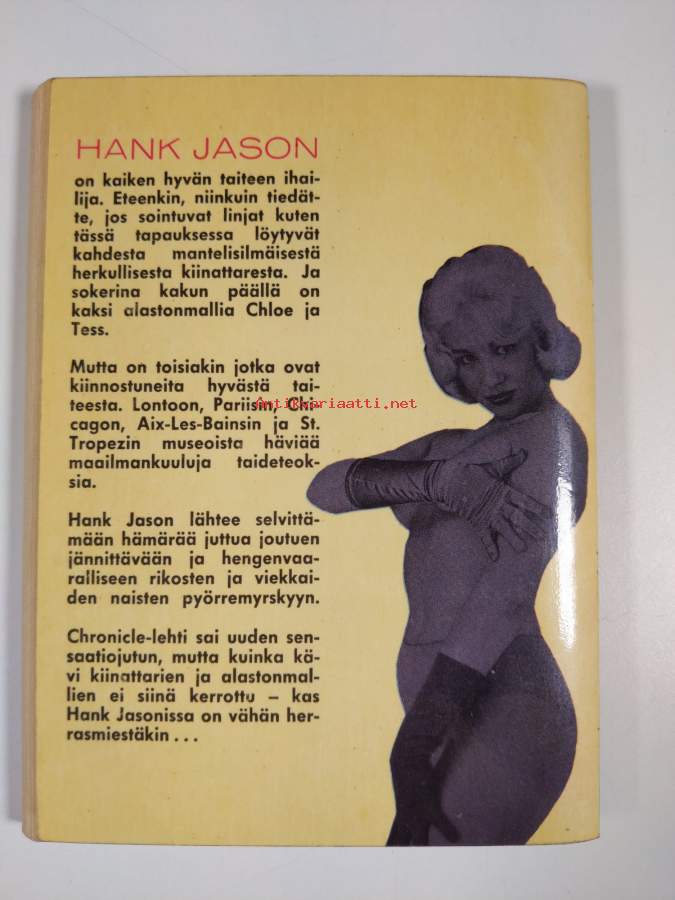 HANK JASON
on kaiken hyvän taiteen ihai-
lija. Eteenkin, niinkuin tiedät-
te, jos sointuvat linjat kuten
tässä tapauksessa löytyvät
kahdesta mantelisilmäisestä
herkullisesta kiinattaresta. Ja
sokerina kakun päällä on
kaksi alastonmallia Chloe ja
Tess.
Mutta on toisiakin jotka ovat
kiinnostuneita hyvästä tai-
teesta. Lontoon, Pariisin, Chi-
cagon, Aix-Les-Bainsin ja St.
Tropezin museoista häviää
maailmankuuluja taideteok-
sia.
Hank Jason lähtee selvittä-
mään hämärää juttua joutuen
jännittävään ja hengenvaa-
ralliseen rikosten ja viekkai-
den naisten pyörremyrskyyn.
Chronicle-lehti sai uuden sen-
saatiojutun, mutta kuinka kä-
vi kiinattarien ja alastonmal-
lien ei siinä kerrottu – kas
Hank Jasonissa on vähän her-
rasmiestäkin...
Antikvariaatti.net